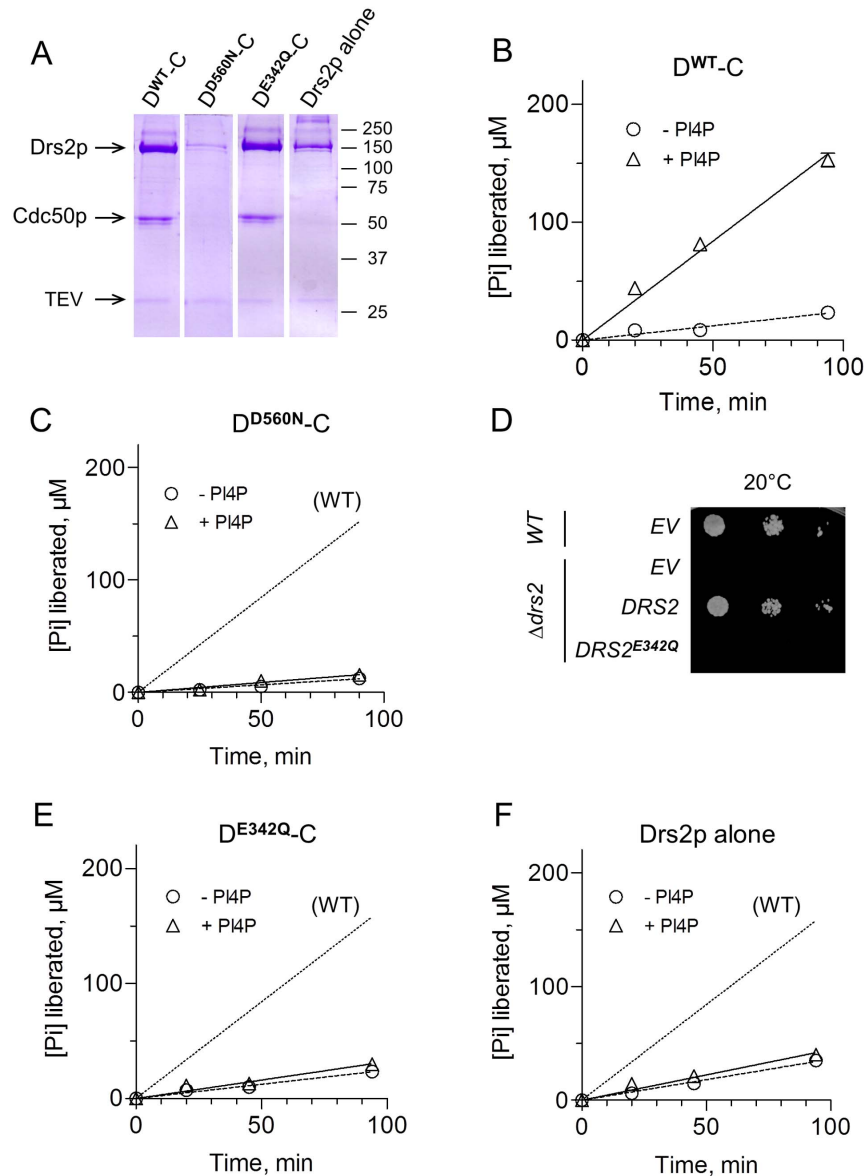 A
D^WT-C
D^D560N-C
D^E342Q-C
Drs2p alone
Drs2p
Cdc50p
TEV
250
150
100
75
50
37
25
B
D^WT-C
[Pi] liberated, µM
200
100
0
- PI4P
+ PI4P
0 50 100
Time, min
C
D^D560N-C
[Pi] liberated, µM
200
100
0
- PI4P
+ PI4P
(WT)
0 50 100
Time, min
D
20°C
WT
EV
Δdrs2
EV
DRS2
DRS2^E342Q
E
D^E342Q-C
[Pi] liberated, µM
200
100
0
- PI4P
+ PI4P
(WT)
0 50 100
Time, min
F
Drs2p alone
[Pi] liberated, µM
200
100
0
- PI4P
+ PI4P
(WT)
0 50 100
Time, min